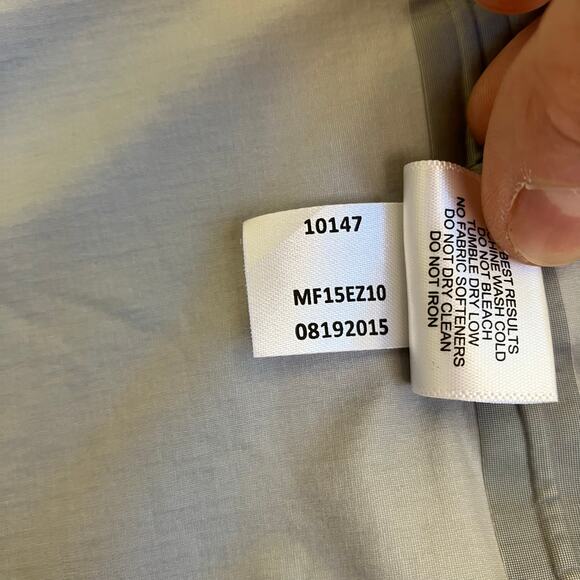 10147
MF15EZ10
08192015
BEST RESULTS
WASH COLD
DO NOT BLEACH
TUMBLE DRY LOW
NO FABRIC SOFTENERS
DO NOT DRY CLEAN
DO NOT IRON